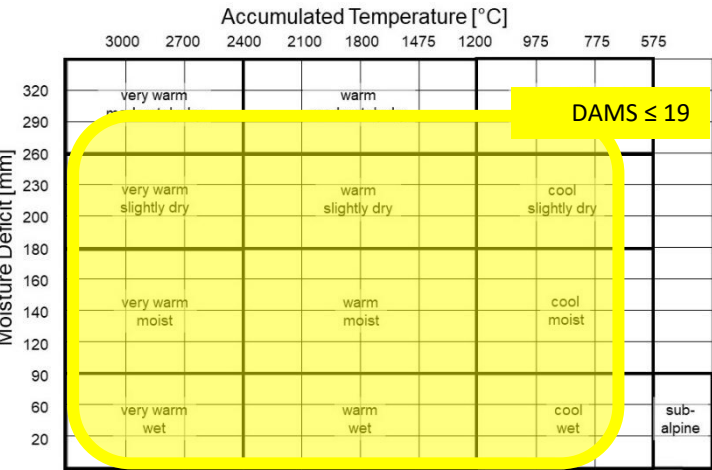 Accumulated Temperature [°C]
3000 2700 2400 2100 1800 1475 1200 975 775 575
Moisture Deficit [mm]
320
very warm
warm
DAMS ≤ 19
290
260
230
very warm
slightly dry
warm
slightly dry
cool
slightly dry
200
180
160
very warm
moist
warm
moist
cool
moist
140
120
90
60
very warm
wet
warm
wet
cool
wet
sub-
alpine
20